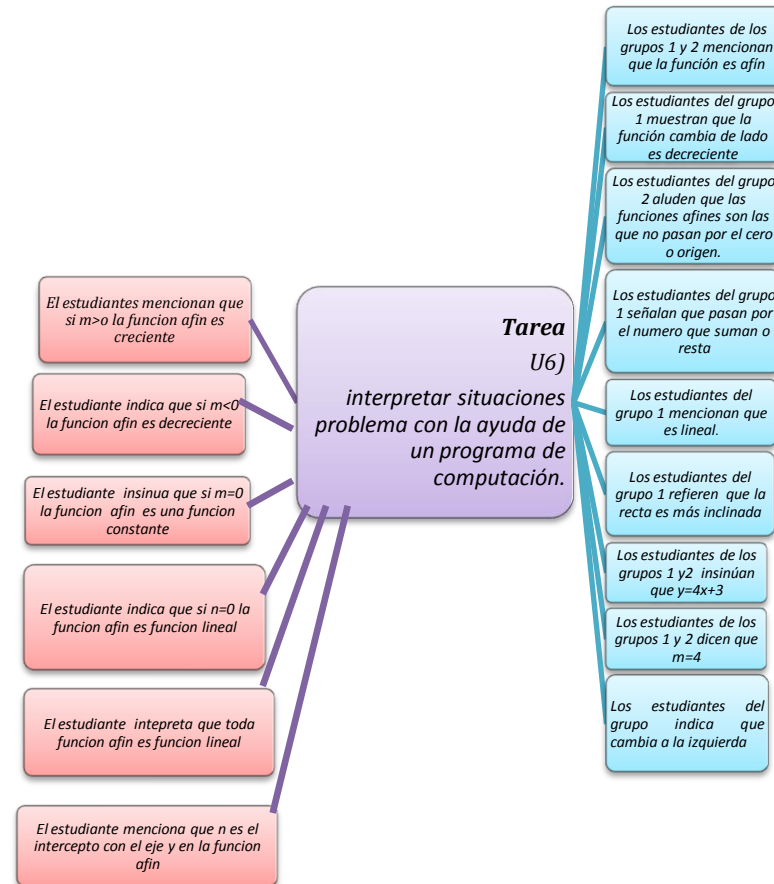 El estudiantes mencionan que
si m>o la funcion afin es
creciente
El estudiante indica que si m<0
la funcion afin es decreciente
El estudiante insinua que si m=0
la funcion afin es una funcion
constante
El estudiante indica que si n=0 la
funcion afin es funcion lineal
El estudiante intepreta que toda
funcion afin es funcion lineal
El estudiante menciona que n es el
intercepto con el eje y en la funcion
afin
Tarea
U6)
interpretar situaciones
problema con la ayuda de
un programa de
computación.
Los estudiantes de los
grupos 1 y 2 mencionan
que la función es afín
Los estudiantes del grupo
1 muestran que la
función cambia de lado
es decreciente
Los estudiantes del grupo
2 aluden que las
funciones afines son las
que no pasan por el cero
o origen.
Los estudiantes del grupo
1 señalan que pasan por
el numero que suman o
resta
Los estudiantes del
grupo 1 mencionan que
es lineal.
Los estudiantes del
grupo 1 refieren que la
recta es más inclinada
Los estudiantes de los
grupos 1 y2 insinúan
que y=4x+3
Los estudiantes de los
grupos 1 y 2 dicen que
m=4
Los estudiantes del
grupo indica que
cambia a la izquierda